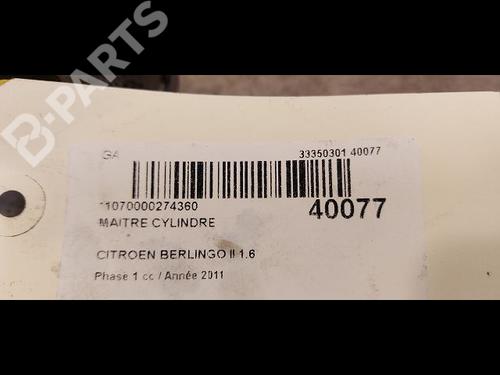 B-PARTS
GA
33350301 40077
11070000274360
40077
MAITRE CYLINDRE
CITROEN BERLINGO II 1.6
Phase 1 cc / Année 2011